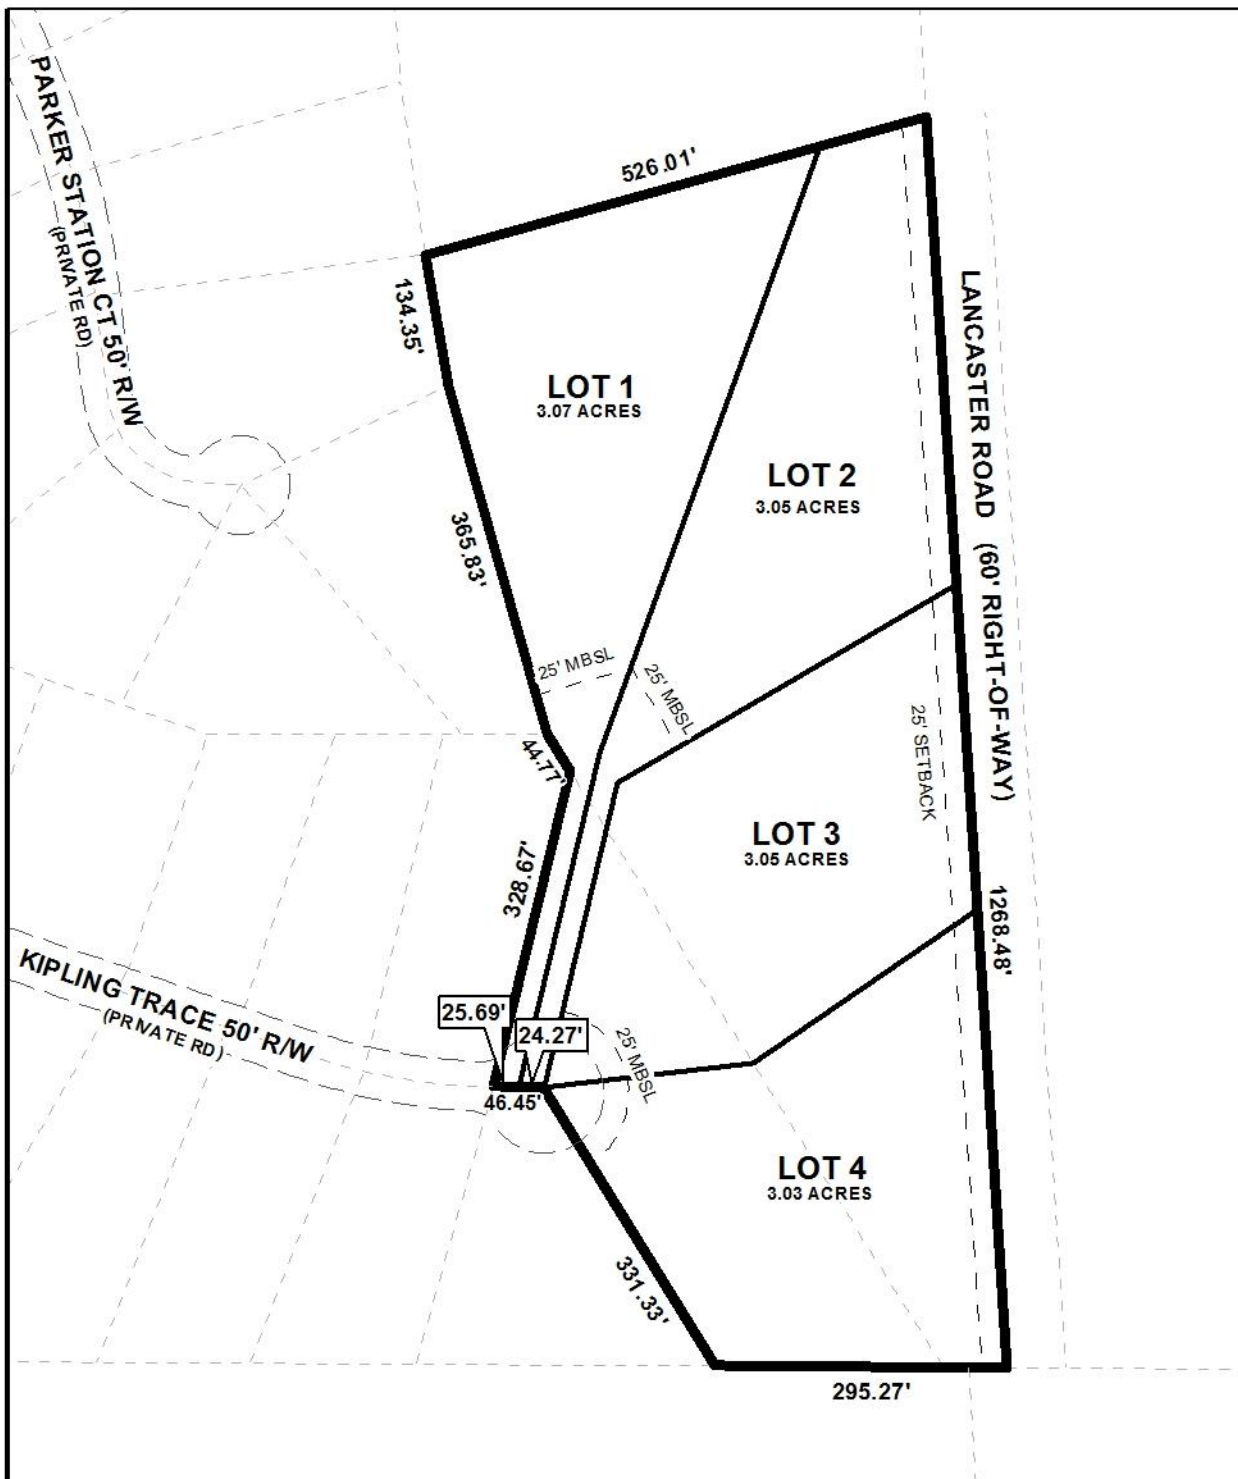 526.01'
PARKER STATION CT 50' R/W
(PRIVATE RD)
134.35'
LOT 1
3.07 ACRES
LANCASTER ROAD (60' RIGHT-OF-WAY)
LOT 2
3.05 ACRES
365.83'
25' MBSL
25' MBSL
25' SETBACK
44.77'
LOT 3
3.05 ACRES
328.67'
1268.48'
KIPLING TRACE 50' R/W
(PRIVATE RD)
25.69'
24.27'
25' MBSL
46.45'
LOT 4
3.03 ACRES
331.33'
295.27'